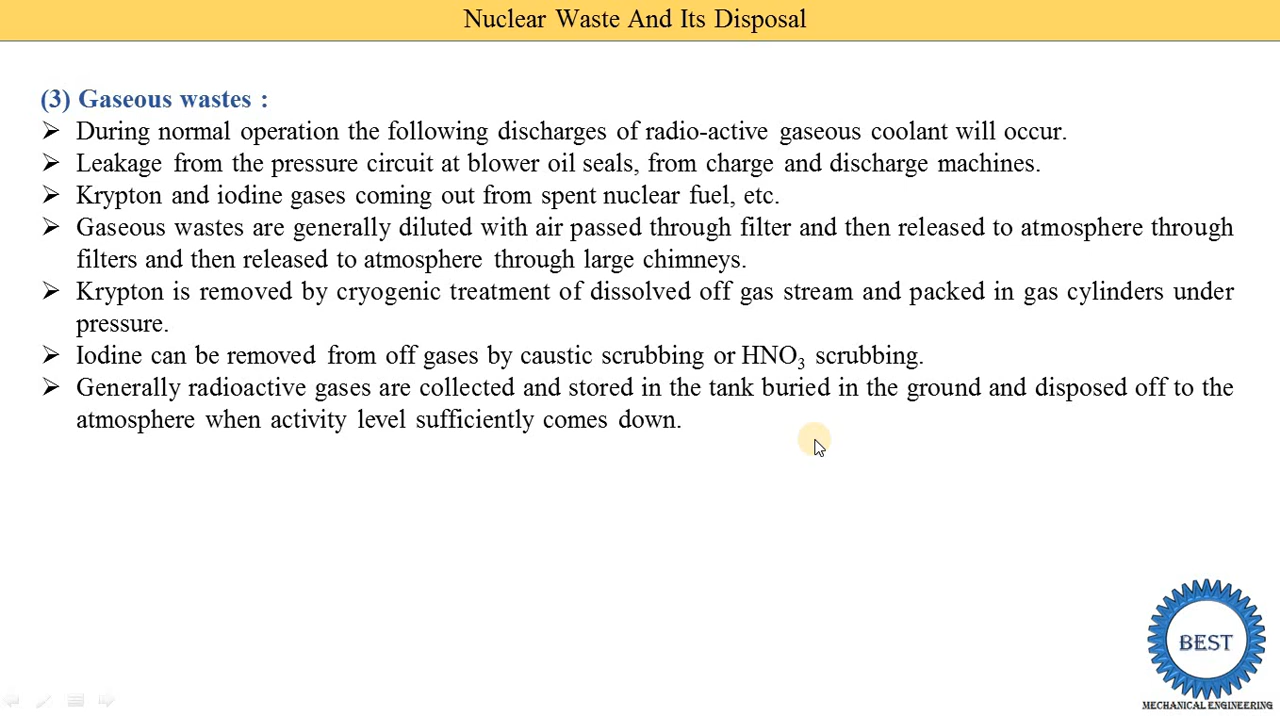 Nuclear Waste And Its Disposal
(3) Gaseous wastes :
➢ During normal operation the following discharges of radio-active gaseous coolant will occur.
➢ Leakage from the pressure circuit at blower oil seals, from charge and discharge machines.
➢ Krypton and iodine gases coming out from spent nuclear fuel, etc.
➢ Gaseous wastes are generally diluted with air passed through filter and then released to atmosphere through
filters and then released to atmosphere through large chimneys.
➢ Krypton is removed by cryogenic treatment of dissolved off gas stream and packed in gas cylinders under
pressure.
➢ Iodine can be removed from off gases by caustic scrubbing or HNO₃ scrubbing.
➢ Generally radioactive gases are collected and stored in the tank buried in the ground and disposed off to the
atmosphere when activity level sufficiently comes down.
BEST
MECHANICAL ENGINEERING